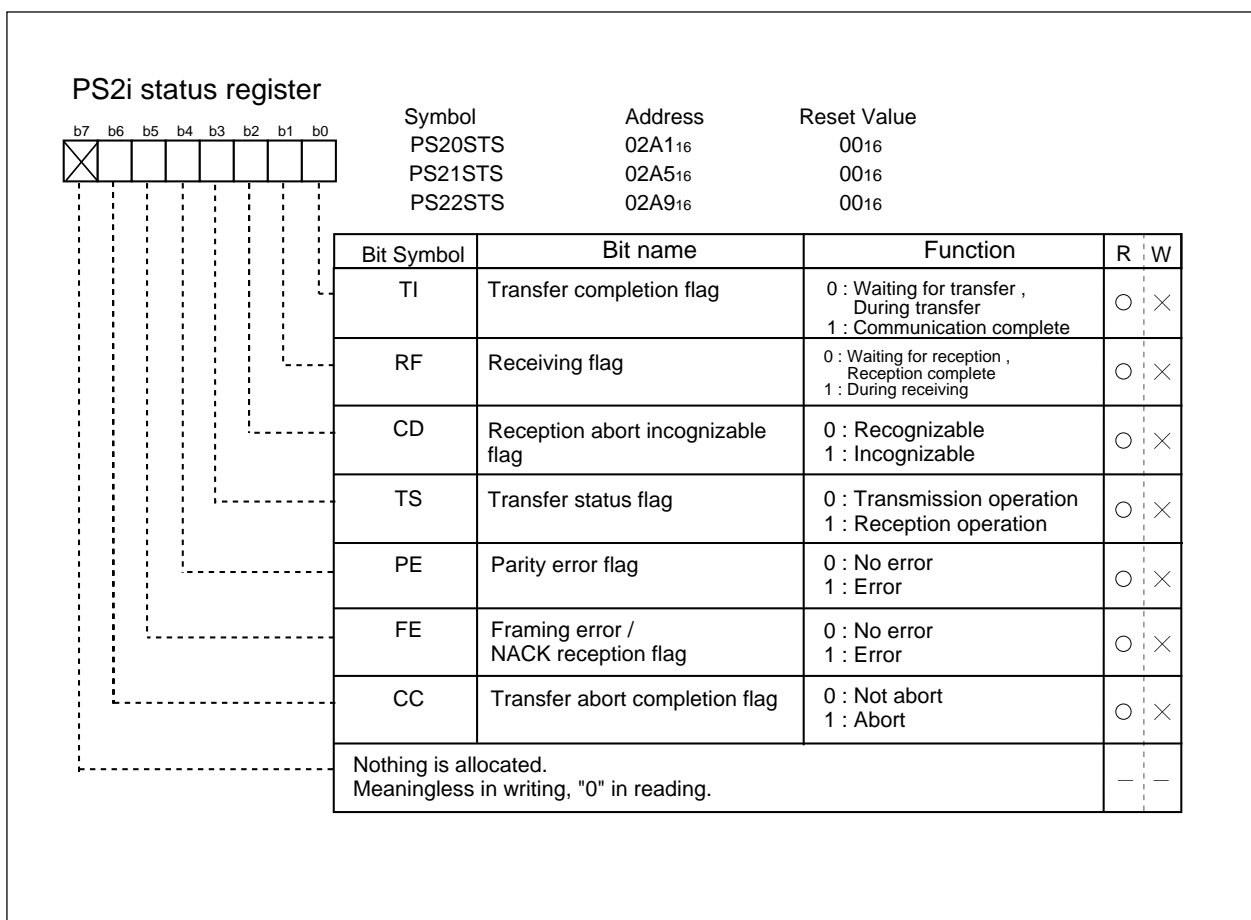 PS2i status register
b7 b6 b5 b4 b3 b2 b1 b0
Symbol Address Reset Value
PS20STS 02A116 0016
PS21STS 02A516 0016
PS22STS 02A916 0016
Bit Symbol Bit name Function R W
TI Transfer completion flag 0 : Waiting for transfer ,
During transfer
1 : Communication complete
RF Receiving flag 0 : Waiting for reception ,
Reception complete
1 : During receiving
CD Reception abort incognizable
flag
0 : Recognizable
1 : Incognizable
TS Transfer status flag 0 : Transmission operation
1 : Reception operation
PE Parity error flag 0 : No error
1 : Error
FE Framing error /
NACK reception flag
0 : No error
1 : Error
CC Transfer abort completion flag 0 : Not abort
1 : Abort
Nothing is allocated.
Meaningless in writing, "0" in reading.